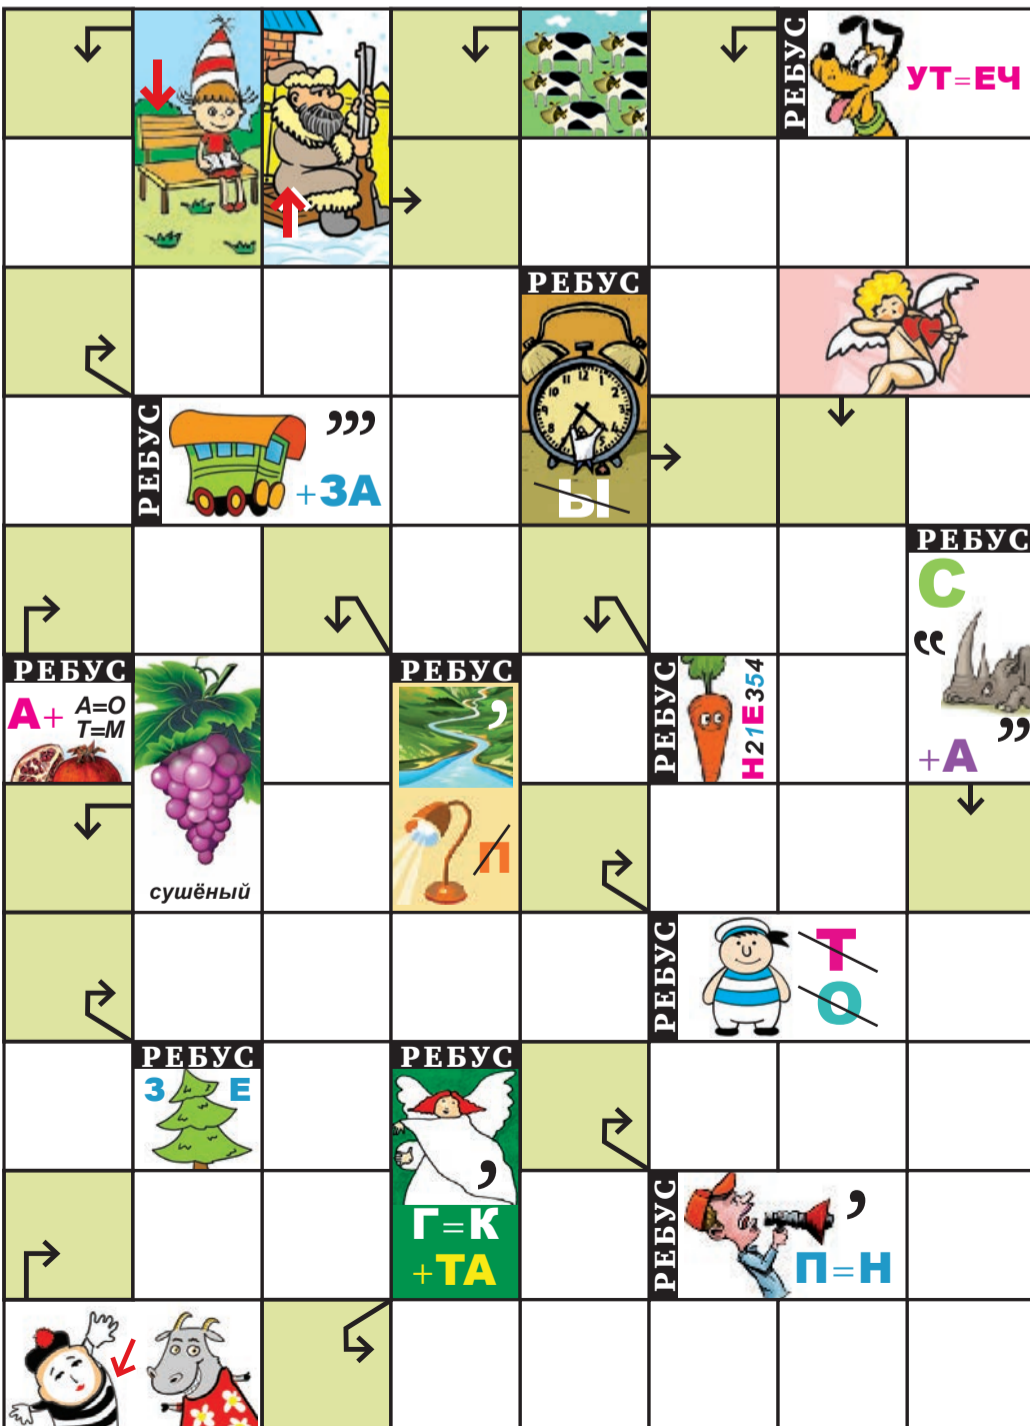 РЕБУС
УТ=ЕЧ
РЕБУС
Ы
РЕБУС
,,,
+ЗА
РЕБУС
С
,,
,,
+А
РЕБУС
А+
А=О
Т=М
сушёный
РЕБУС
,
П
РЕБУС
Н21Е354
РЕБУС
Т
О
РЕБУС
З Е
РЕБУС
,
Г=К
+ТА
РЕБУС
,
П=Н